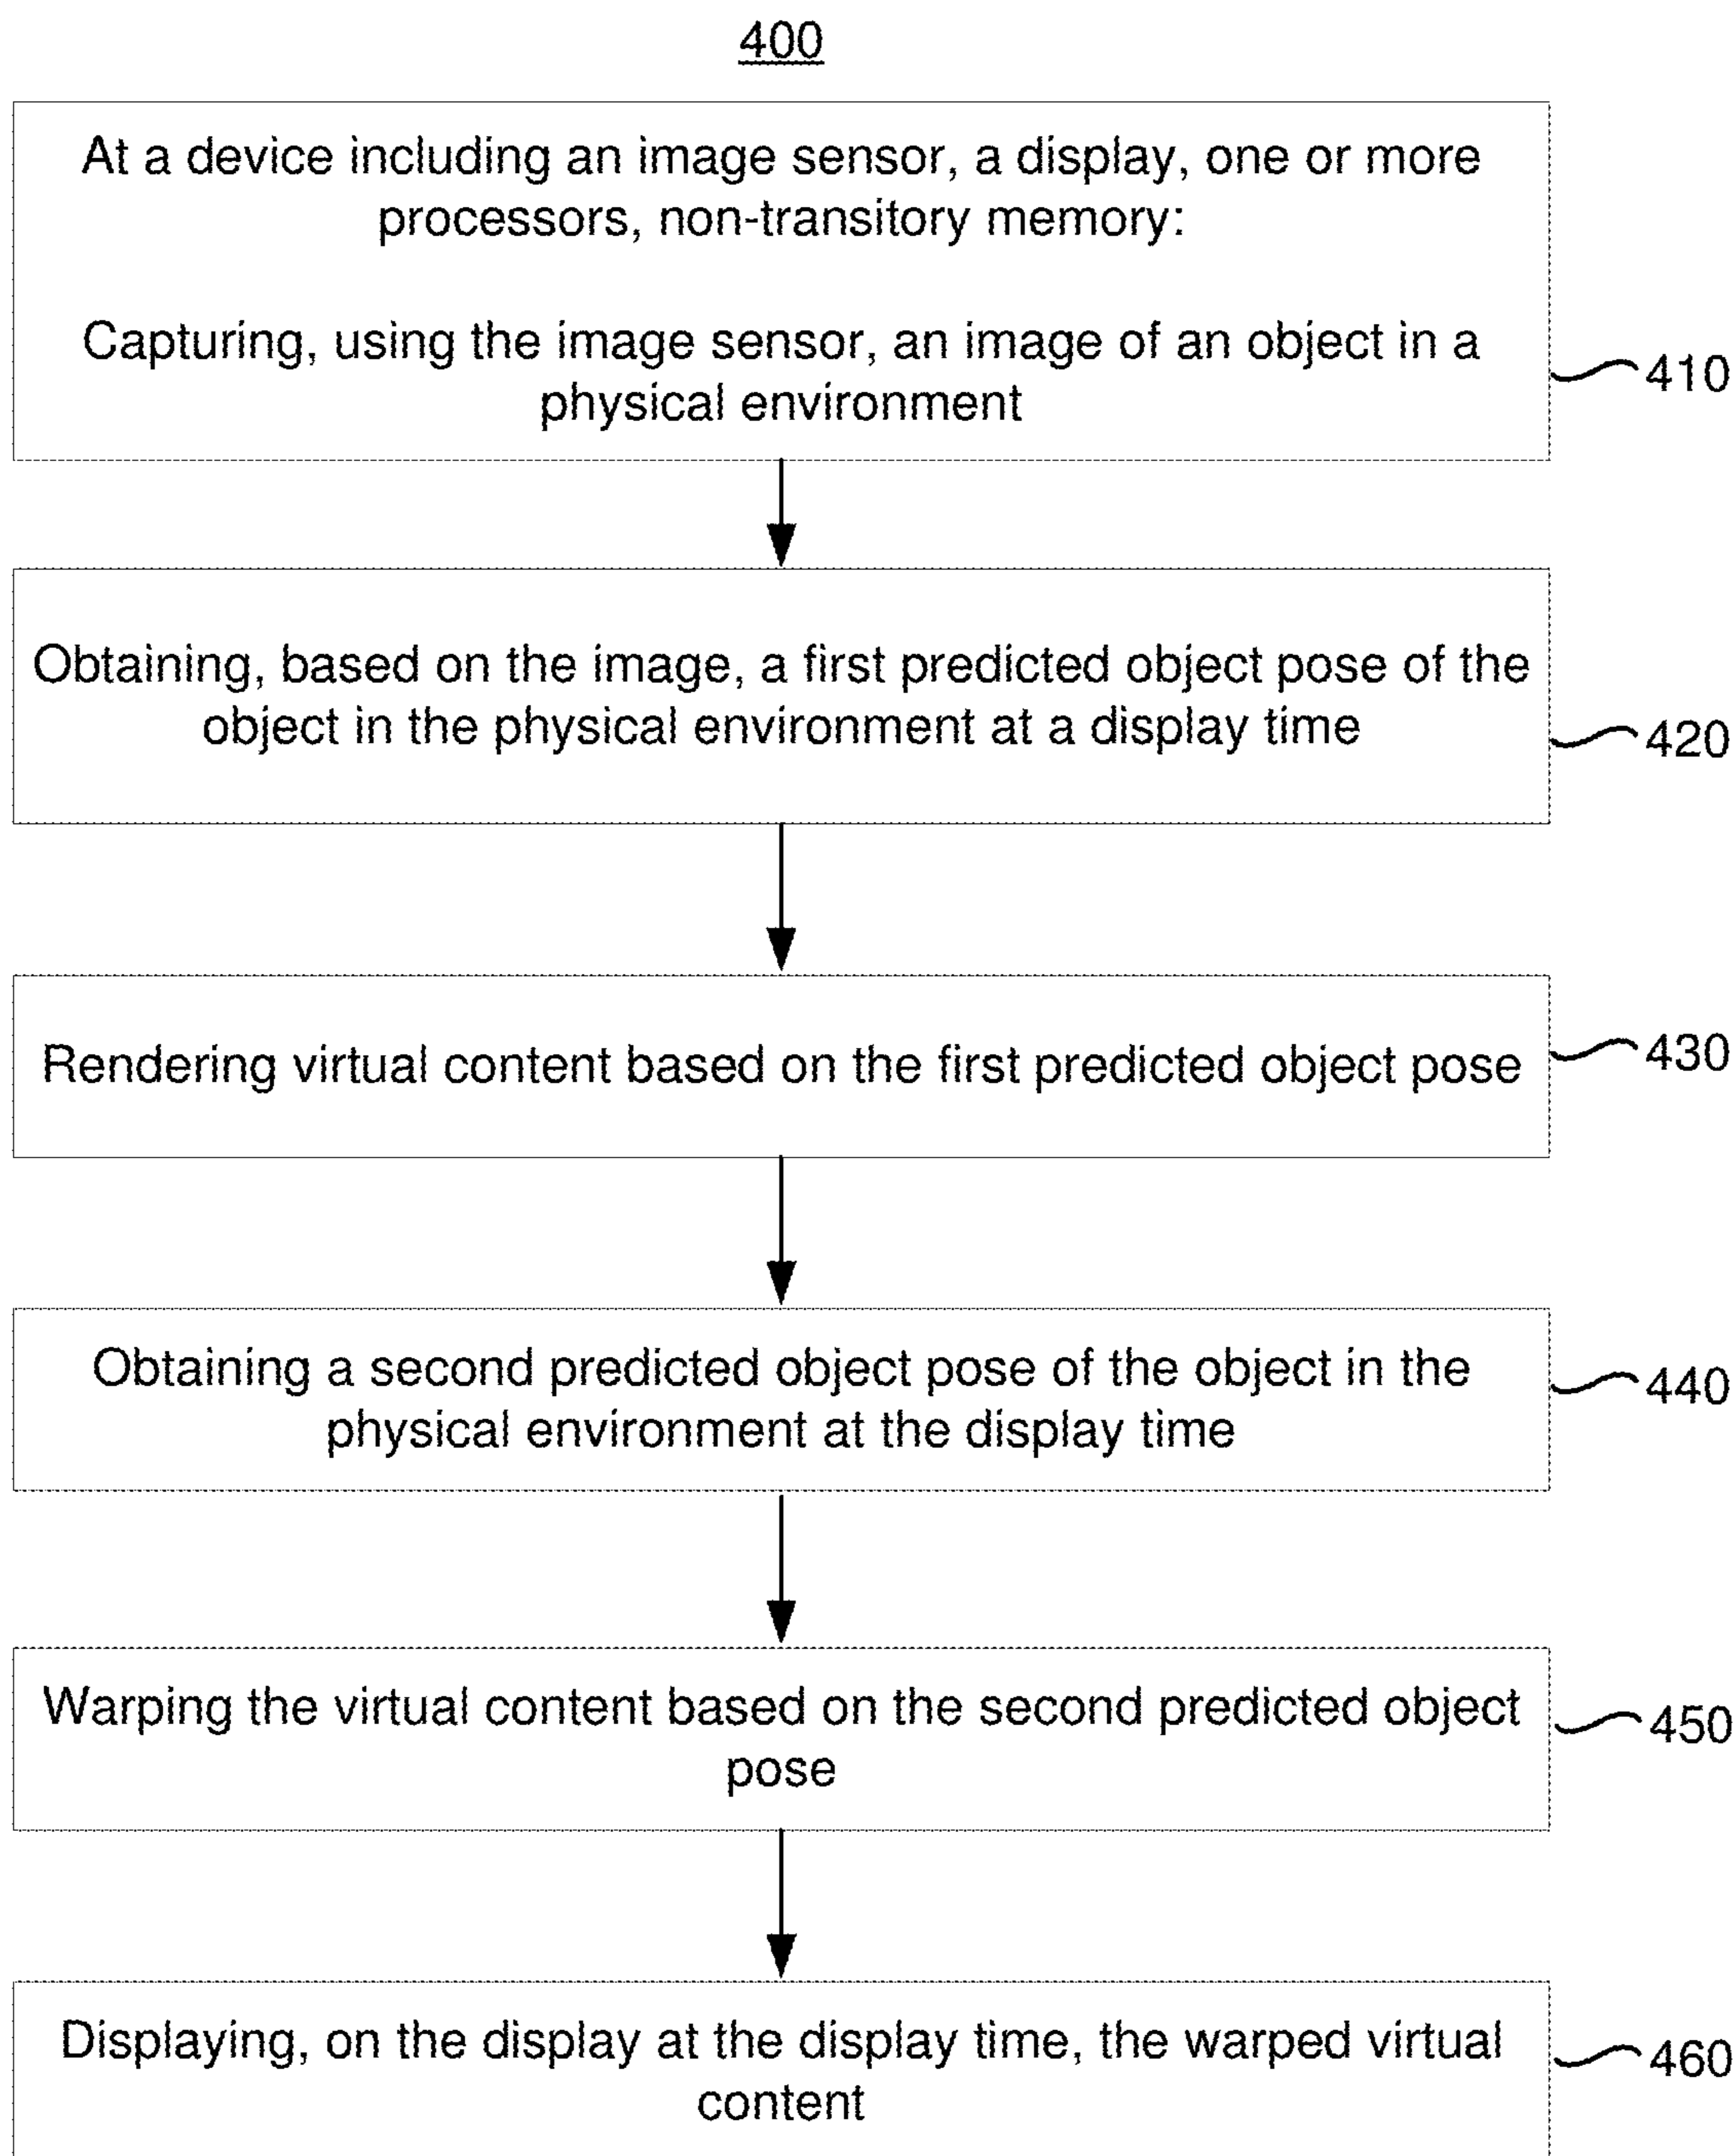 400
At a device including an image sensor, a display, one or more
processors, non-transitory memory:
Capturing, using the image sensor, an image of an object in a
physical environment
410
Obtaining, based on the image, a first predicted object pose of the
object in the physical environment at a display time
420
Rendering virtual content based on the first predicted object pose
430
Obtaining a second predicted object pose of the object in the
physical environment at the display time
440
Warping the virtual content based on the second predicted object
pose
450
Displaying, on the display at the display time, the warped virtual
content
460